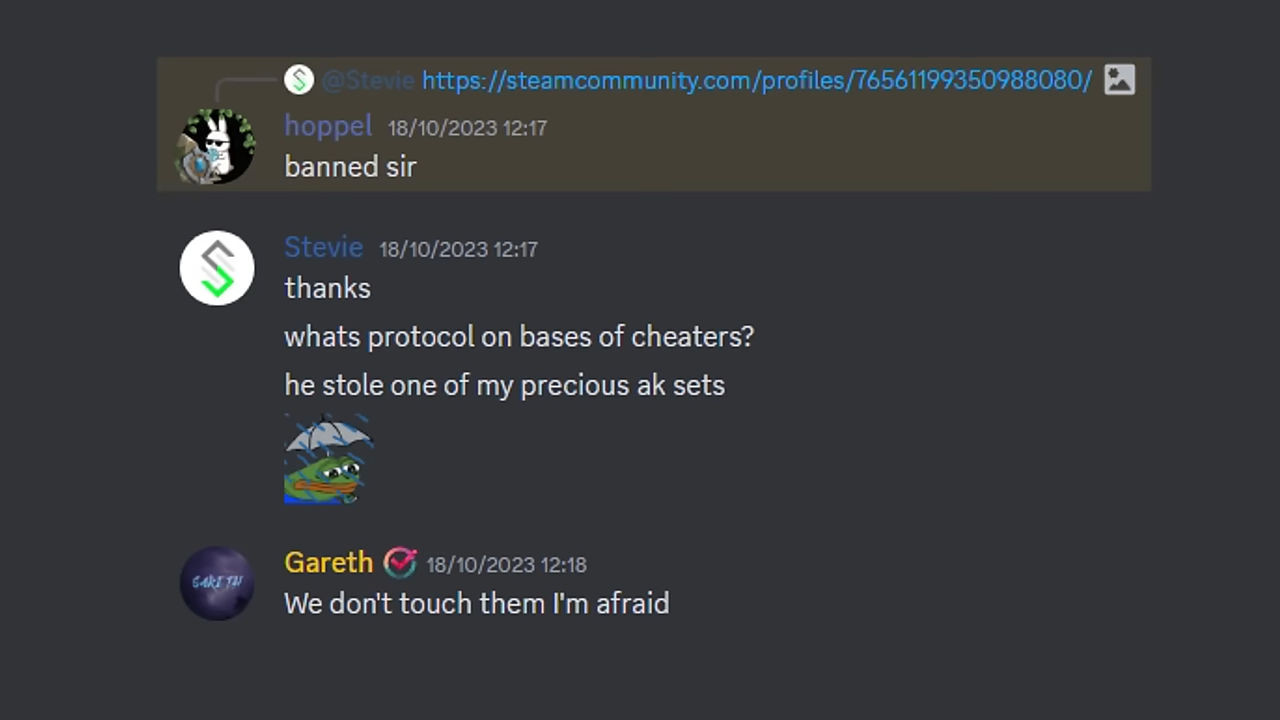 @Stevie https://steamcommunity.com/profiles/76561199350988080/
hoppel 18/10/2023 12:17
banned sir
Stevie 18/10/2023 12:17
thanks
whats protocol on bases of cheaters?
he stole one of my precious ak sets
GARETH
Gareth 18/10/2023 12:18
We don't touch them I'm afraid